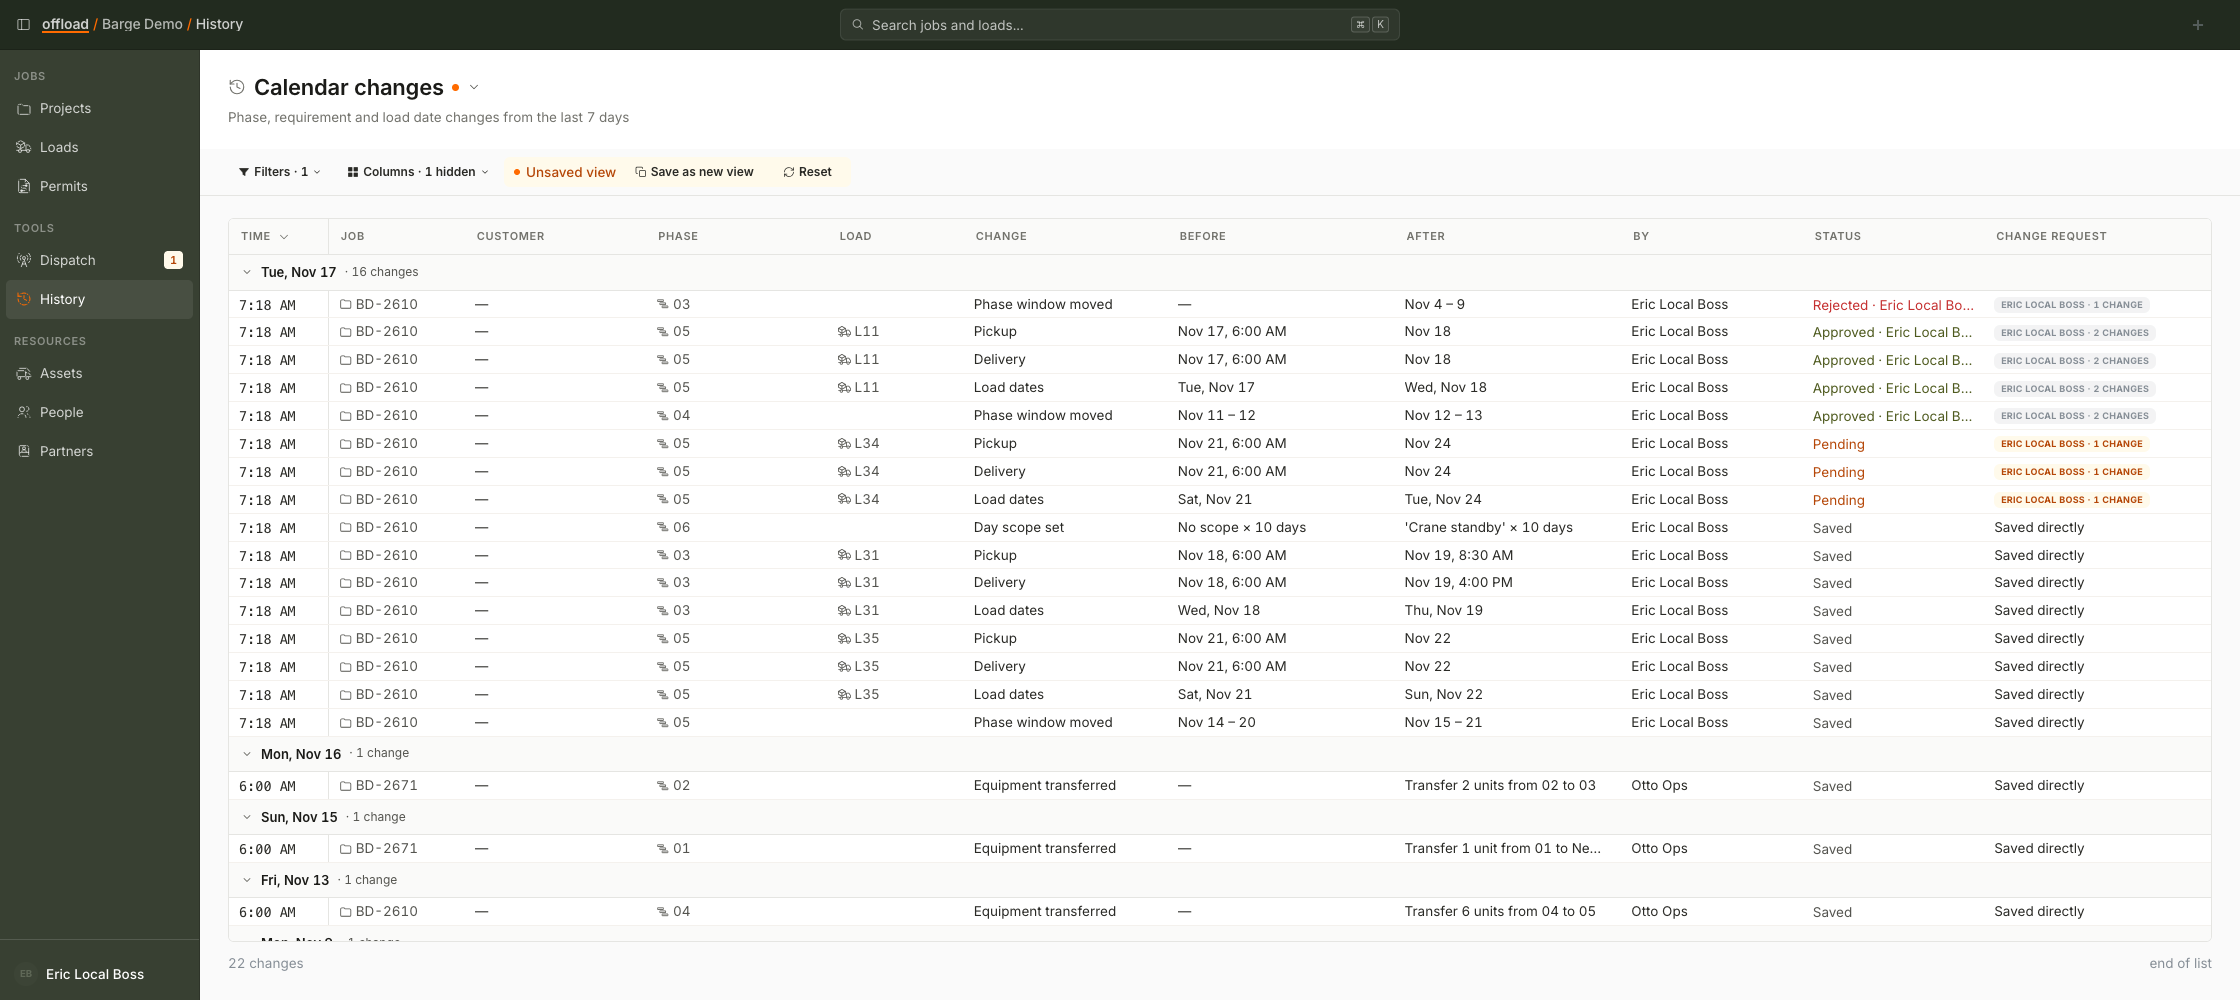 offload / Barge Demo / History
Search jobs and loads...
⌘ K
JOBS
Projects
Loads
Permits
TOOLS
Dispatch 1
History
RESOURCES
Assets
People
Partners
EB Eric Local Boss
Calendar changes
Phase, requirement and load date changes from the last 7 days
Filters · 1 Columns · 1 hidden Unsaved view Save as new view Reset
TIME JOB CUSTOMER PHASE LOAD CHANGE BEFORE AFTER BY STATUS CHANGE REQUEST
Tue, Nov 17 · 16 changes
7:18 AM BD-2610 — 03 Phase window moved — Nov 4 – 9 Eric Local Boss Rejected · Eric Local Bo... ERIC LOCAL BOSS · 1 CHANGE
7:18 AM BD-2610 — 05 L11 Pickup Nov 17, 6:00 AM Nov 18 Eric Local Boss Approved · Eric Local B... ERIC LOCAL BOSS · 2 CHANGES
7:18 AM BD-2610 — 05 L11 Delivery Nov 17, 6:00 AM Nov 18 Eric Local Boss Approved · Eric Local B... ERIC LOCAL BOSS · 2 CHANGES
7:18 AM BD-2610 — 05 L11 Load dates Tue, Nov 17 Wed, Nov 18 Eric Local Boss Approved · Eric Local B... ERIC LOCAL BOSS · 2 CHANGES
7:18 AM BD-2610 — 04 Phase window moved Nov 11 – 12 Nov 12 – 13 Eric Local Boss Approved · Eric Local B... ERIC LOCAL BOSS · 2 CHANGES
7:18 AM BD-2610 — 05 L34 Pickup Nov 21, 6:00 AM Nov 24 Eric Local Boss Pending ERIC LOCAL BOSS · 1 CHANGE
7:18 AM BD-2610 — 05 L34 Delivery Nov 21, 6:00 AM Nov 24 Eric Local Boss Pending ERIC LOCAL BOSS · 1 CHANGE
7:18 AM BD-2610 — 05 L34 Load dates Sat, Nov 21 Tue, Nov 24 Eric Local Boss Pending ERIC LOCAL BOSS · 1 CHANGE
7:18 AM BD-2610 — 06 Day scope set No scope × 10 days 'Crane standby' × 10 days Eric Local Boss Saved Saved directly
7:18 AM BD-2610 — 03 L31 Pickup Nov 18, 6:00 AM Nov 19, 8:30 AM Eric Local Boss Saved Saved directly
7:18 AM BD-2610 — 03 L31 Delivery Nov 18, 6:00 AM Nov 19, 4:00 PM Eric Local Boss Saved Saved directly
7:18 AM BD-2610 — 03 L31 Load dates Wed, Nov 18 Thu, Nov 19 Eric Local Boss Saved Saved directly
7:18 AM BD-2610 — 05 L35 Pickup Nov 21, 6:00 AM Nov 22 Eric Local Boss Saved Saved directly
7:18 AM BD-2610 — 05 L35 Delivery Nov 21, 6:00 AM Nov 22 Eric Local Boss Saved Saved directly
7:18 AM BD-2610 — 05 L35 Load dates Sat, Nov 21 Sun, Nov 22 Eric Local Boss Saved Saved directly
7:18 AM BD-2610 — 05 Phase window moved Nov 14 – 20 Nov 15 – 21 Eric Local Boss Saved Saved directly
Mon, Nov 16 · 1 change
6:00 AM BD-2671 — 02 Equipment transferred — Transfer 2 units from 02 to 03 Otto Ops Saved Saved directly
Sun, Nov 15 · 1 change
6:00 AM BD-2671 — 01 Equipment transferred — Transfer 1 unit from 01 to Ne... Otto Ops Saved Saved directly
Fri, Nov 13 · 1 change
6:00 AM BD-2610 — 04 Equipment transferred — Transfer 6 units from 04 to 05 Otto Ops Saved Saved directly
Mon, Nov 9 · 1 change
22 changes end of list